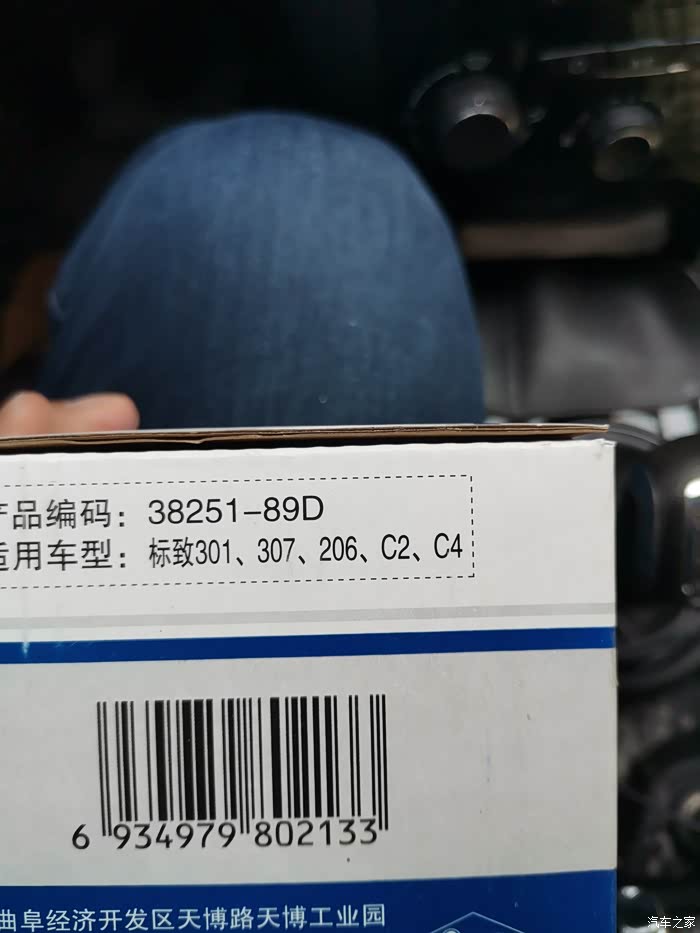 产品编码：38251-89D
适用车型：标致301、307、206、C2、C4
6 934979 802133
曲阜经济开发区天博路天博工业园
汽车之家